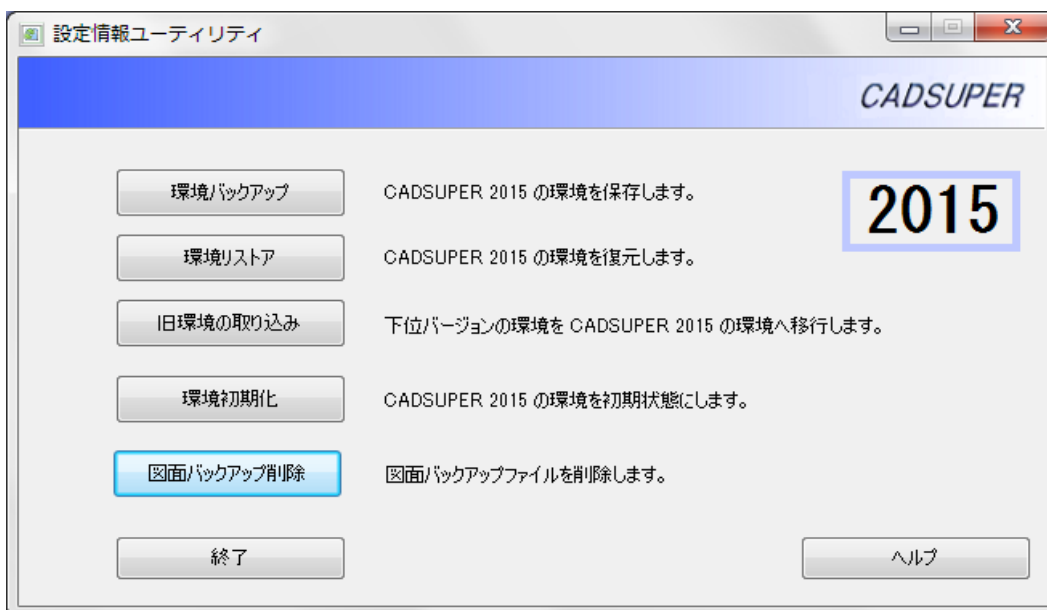 設定情報ユーティリティ
CADSUPER
環境バックアップ CADSUPER 2015 の環境を保存します。
2015
環境リストア CADSUPER 2015 の環境を復元します。
旧環境の取り込み 下位バージョンの環境を CADSUPER 2015 の環境へ移行します。
環境初期化 CADSUPER 2015 の環境を初期状態にします。
図面バックアップ削除 図面バックアップファイルを削除します。
終了 ヘルプ